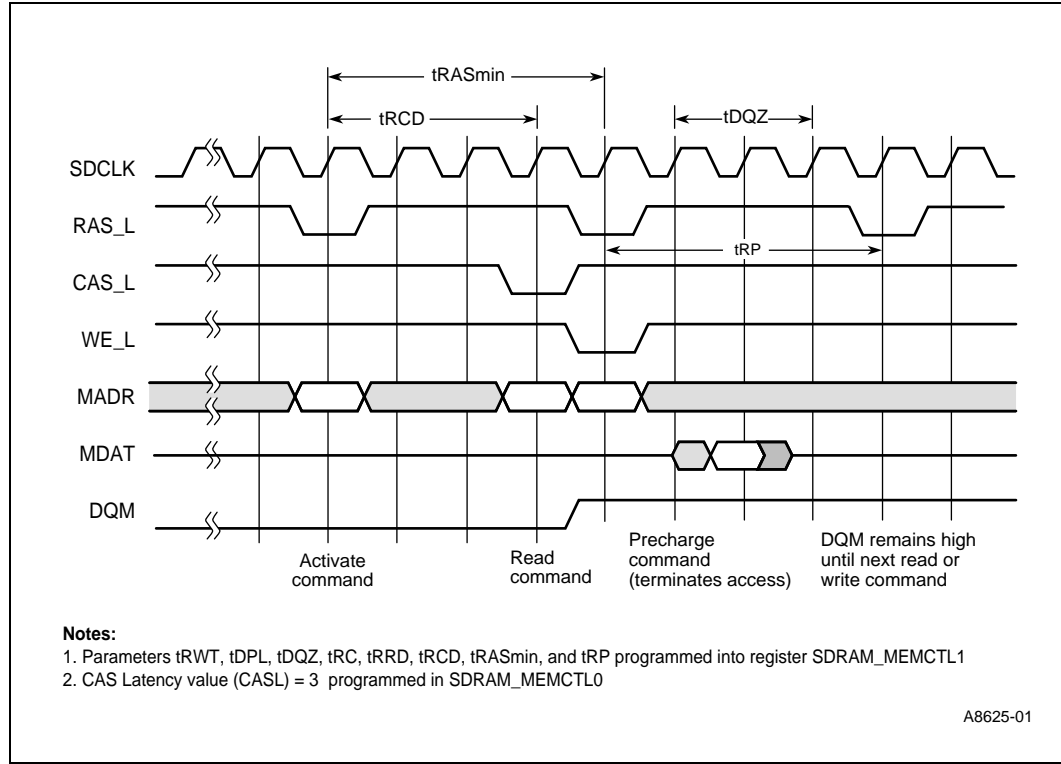 tRASmin
tRCD
tDQZ
SDCLK
RAS_L
tRP
CAS_L
WE_L
MADR
MDAT
DQM
Activate
command
Read
command
Precharge
command
(terminates access)
DQM remains high
until next read or
write command
Notes:
1. Parameters tRWT, tDPL, tDQZ, tRC, tRRD, tRCD, tRASmin, and tRP programmed into register SDRAM_MEMCTL1
2. CAS Latency value (CASL) = 3 programmed in SDRAM_MEMCTL0
A8625-01